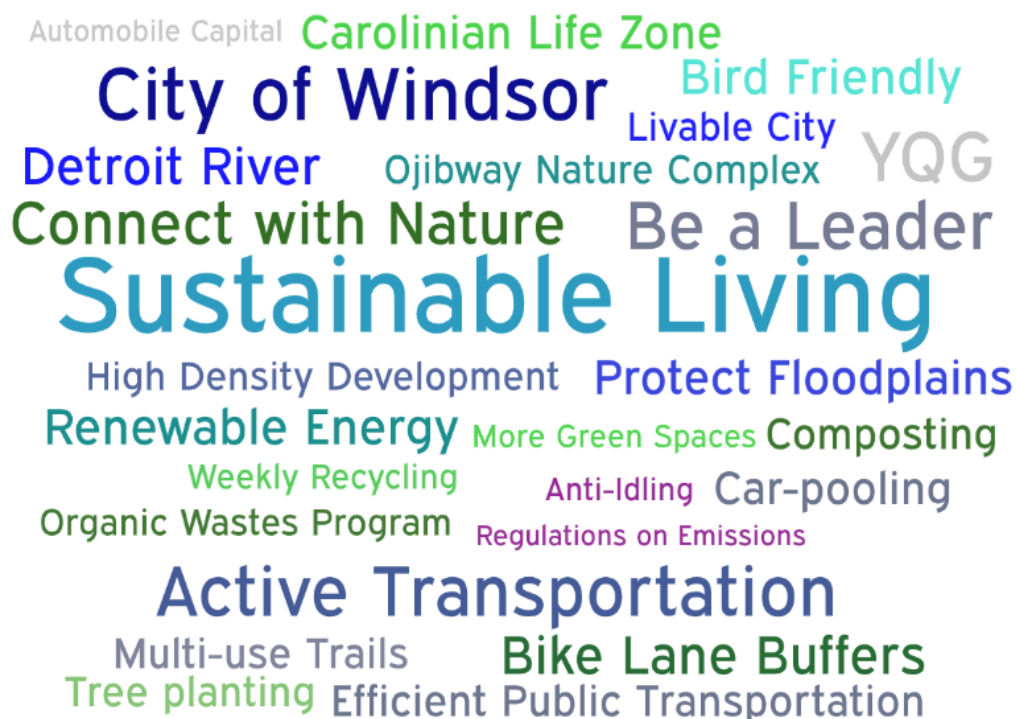 Automobile Capital
Carolinian Life Zone
City of Windsor
Bird Friendly
Livable City
YQG
Detroit River
Ojibway Nature Complex
Connect with Nature
Be a Leader
Sustainable Living
High Density Development
Protect Floodplains
Renewable Energy
More Green Spaces
Composting
Weekly Recycling
Anti-Idling
Car-pooling
Organic Wastes Program
Regulations on Emissions
Active Transportation
Multi-use Trails
Bike Lane Buffers
Tree planting
Efficient Public Transportation